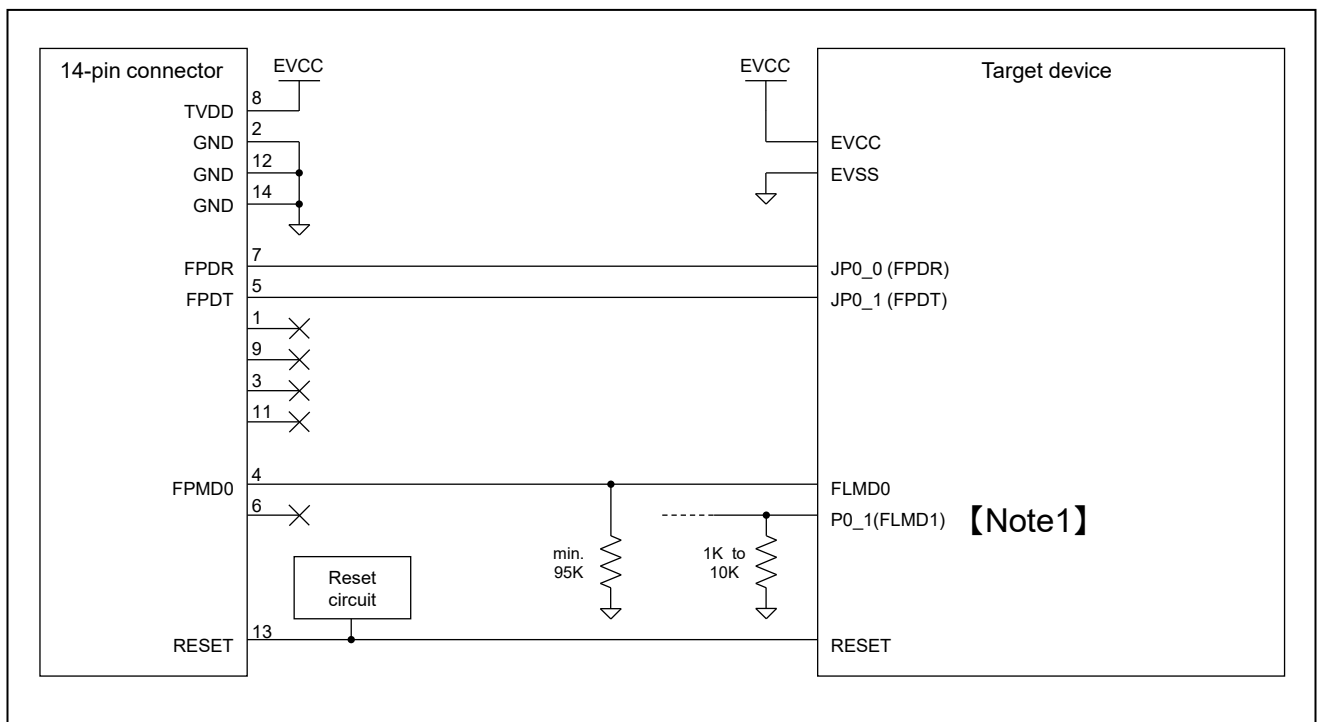 14-pin connector
EVCC
EVCC
Target device
8
TVDD
2
GND
EVCC
12
GND
EVSS
14
GND
7
FPDR
JP0_0 (FPDR)
5
FPDT
JP0_1 (FPDT)
1
9
3
11
4
FPMD0
FLMD0
6
P0_1(FLMD1) 【Note1】
min.
95K
1K to
10K
Reset
circuit
13
RESET
RESET